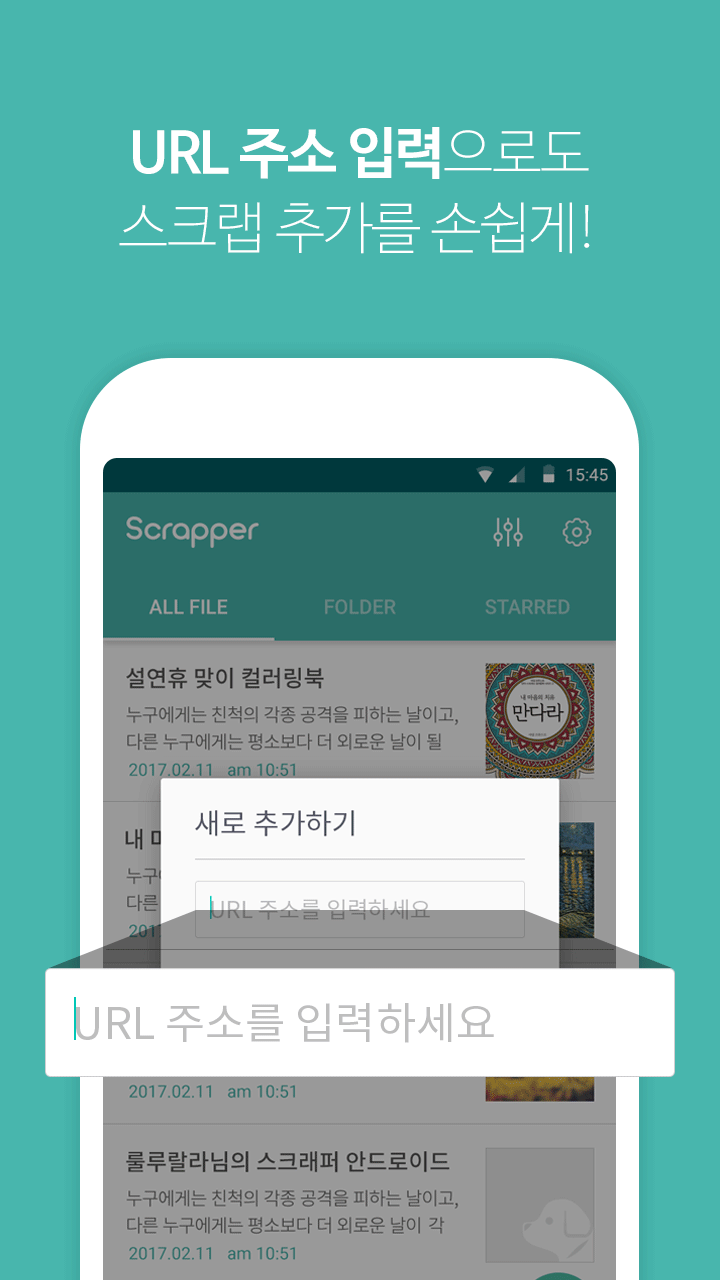 URL 주소 입력으로도
스크랩 추가를 손쉽게!
15:45
Scrapper
ALL FILE
FOLDER
STARRED
설연휴 맞이 컬러링북
누구에게는 친척의 각종 공격을 피하는 날이고,
다른 누구에게는 평소보다 더 외로운 날이 될
2017.02.11 am 10:51
내 마음의 치유
만다라
새로 추가하기
내
누구
다른
201
URL 주소를 입력하세요
URL 주소를 입력하세요
2017.02.11 am 10:51
룰루랄라님의 스크래퍼 안드로이드
누구에게는 친척의 각종 공격을 피하는 날이고,
다른 누구에게는 평소보다 더 외로운 날이 각
2017.02.11 am 10:51